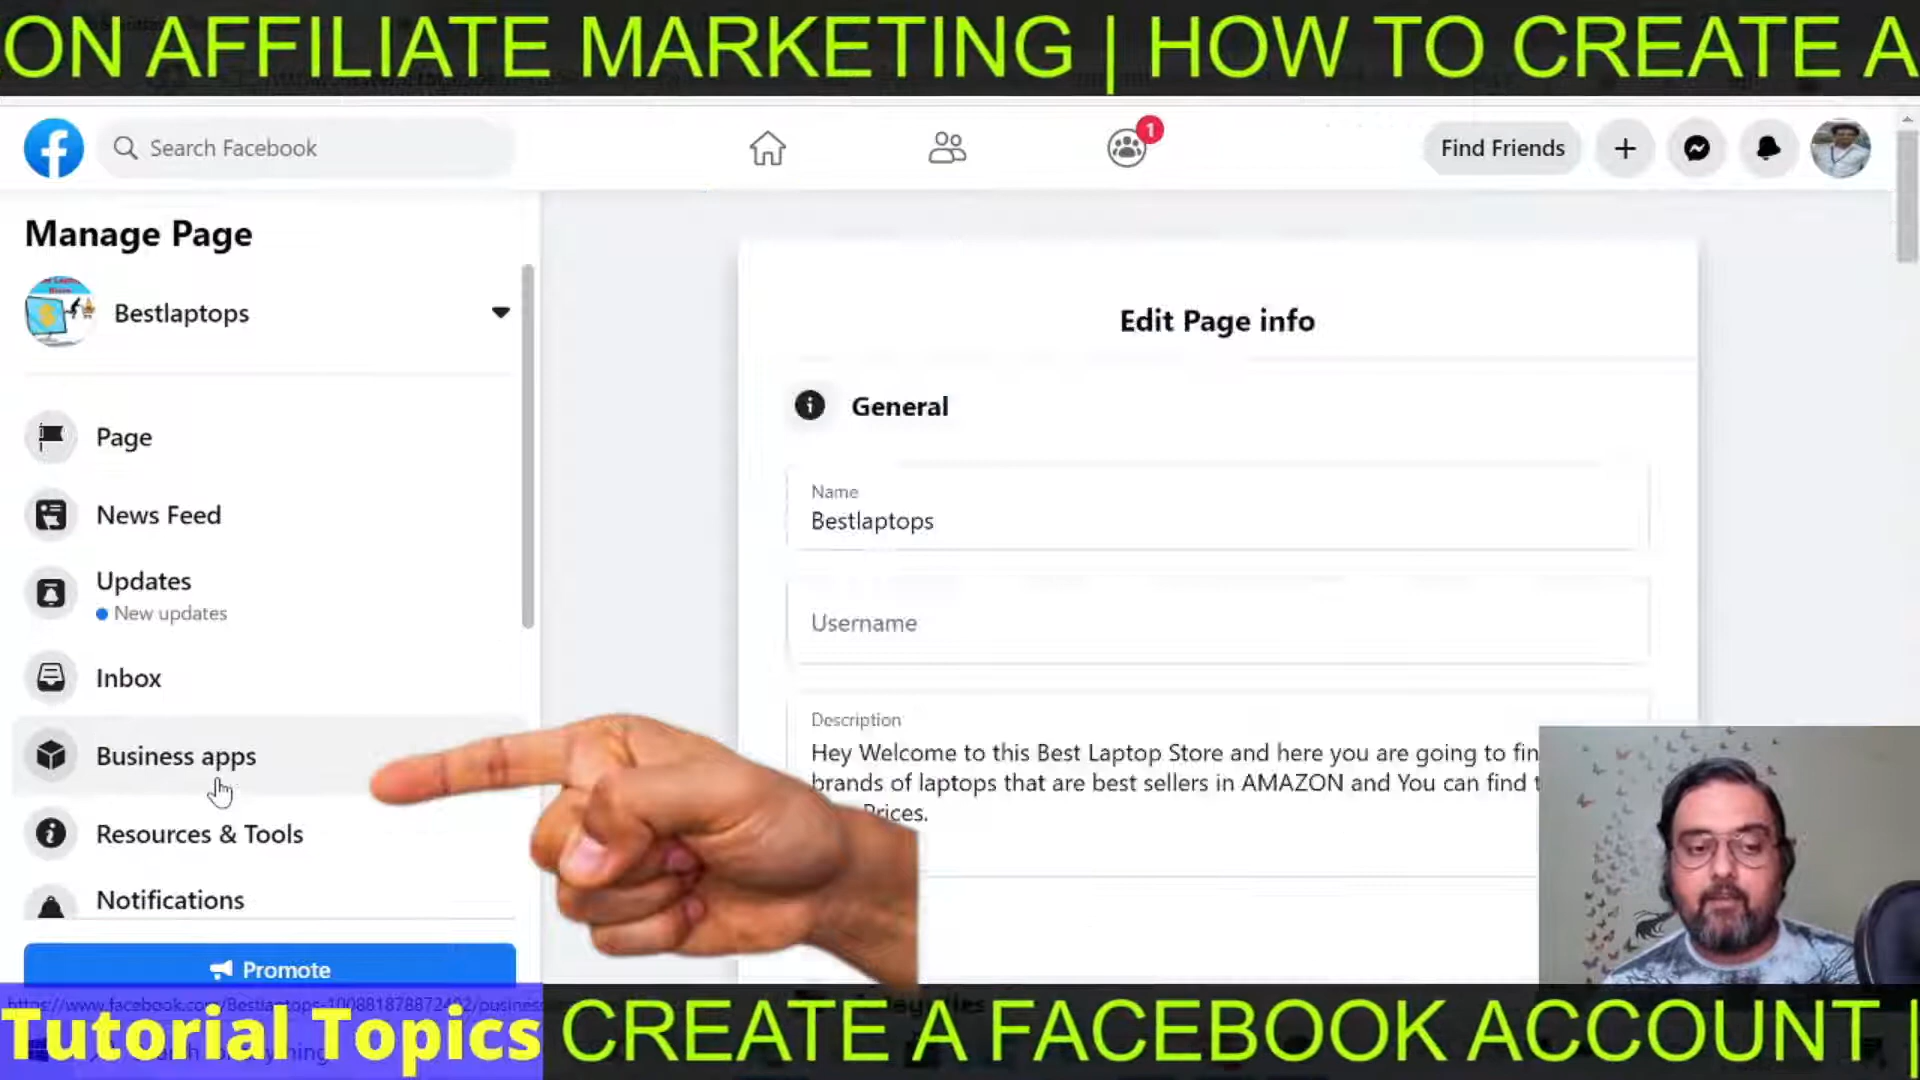 ON AFFILIATE MARKETING | HOW TO CREATE A
Search Facebook
1
Find Friends
Manage Page
Bestlaptops
Page
News Feed
Updates
New updates
Inbox
Business apps
Resources & Tools
Notifications
Promote
Edit Page info
General
Name
Bestlaptops
Username
Description
Hey Welcome to this Best Laptop Store and here you are going to fin
brands of laptops that are best sellers in AMAZON and You can find t
Prices.
Tutorial Topics
CREATE A FACEBOOK ACCOUNT |